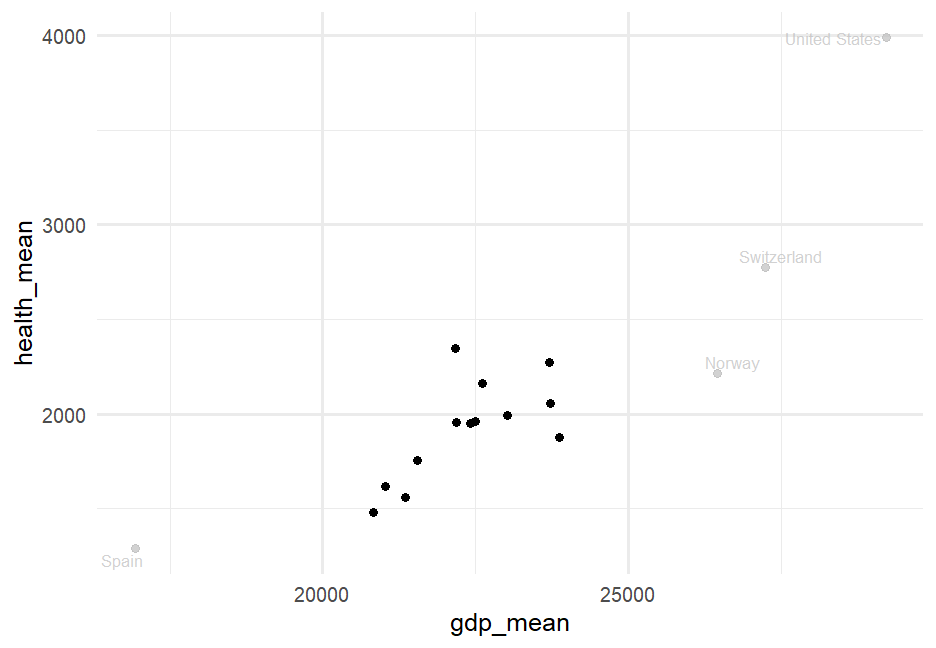 4000
United States
3000
Switzerland
Norway
2000
Spain
20000
25000
gdp_mean
health_mean